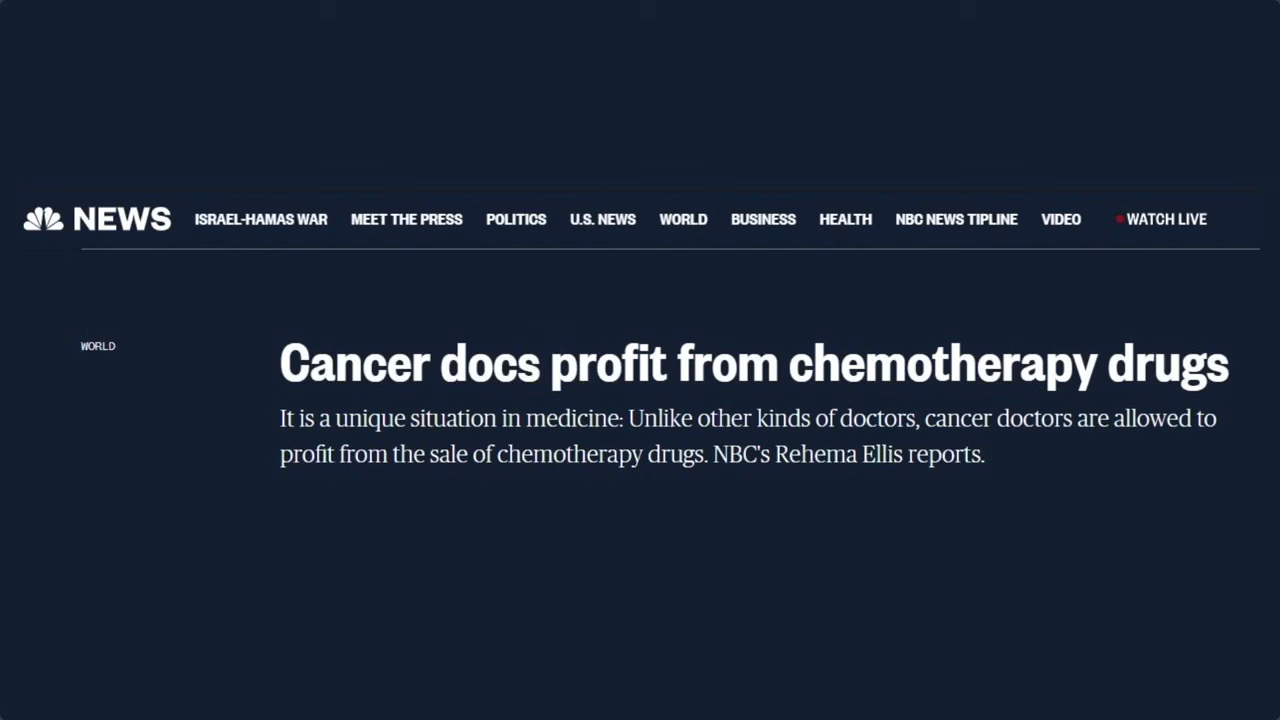 NEWS ISRAEL-HAMAS WAR MEET THE PRESS POLITICS U.S. NEWS WORLD BUSINESS HEALTH NBC NEWS TIPLINE VIDEO WATCH LIVE
WORLD
Cancer docs profit from chemotherapy drugs
It is a unique situation in medicine: Unlike other kinds of doctors, cancer doctors are allowed to
profit from the sale of chemotherapy drugs. NBC's Rehema Ellis reports.